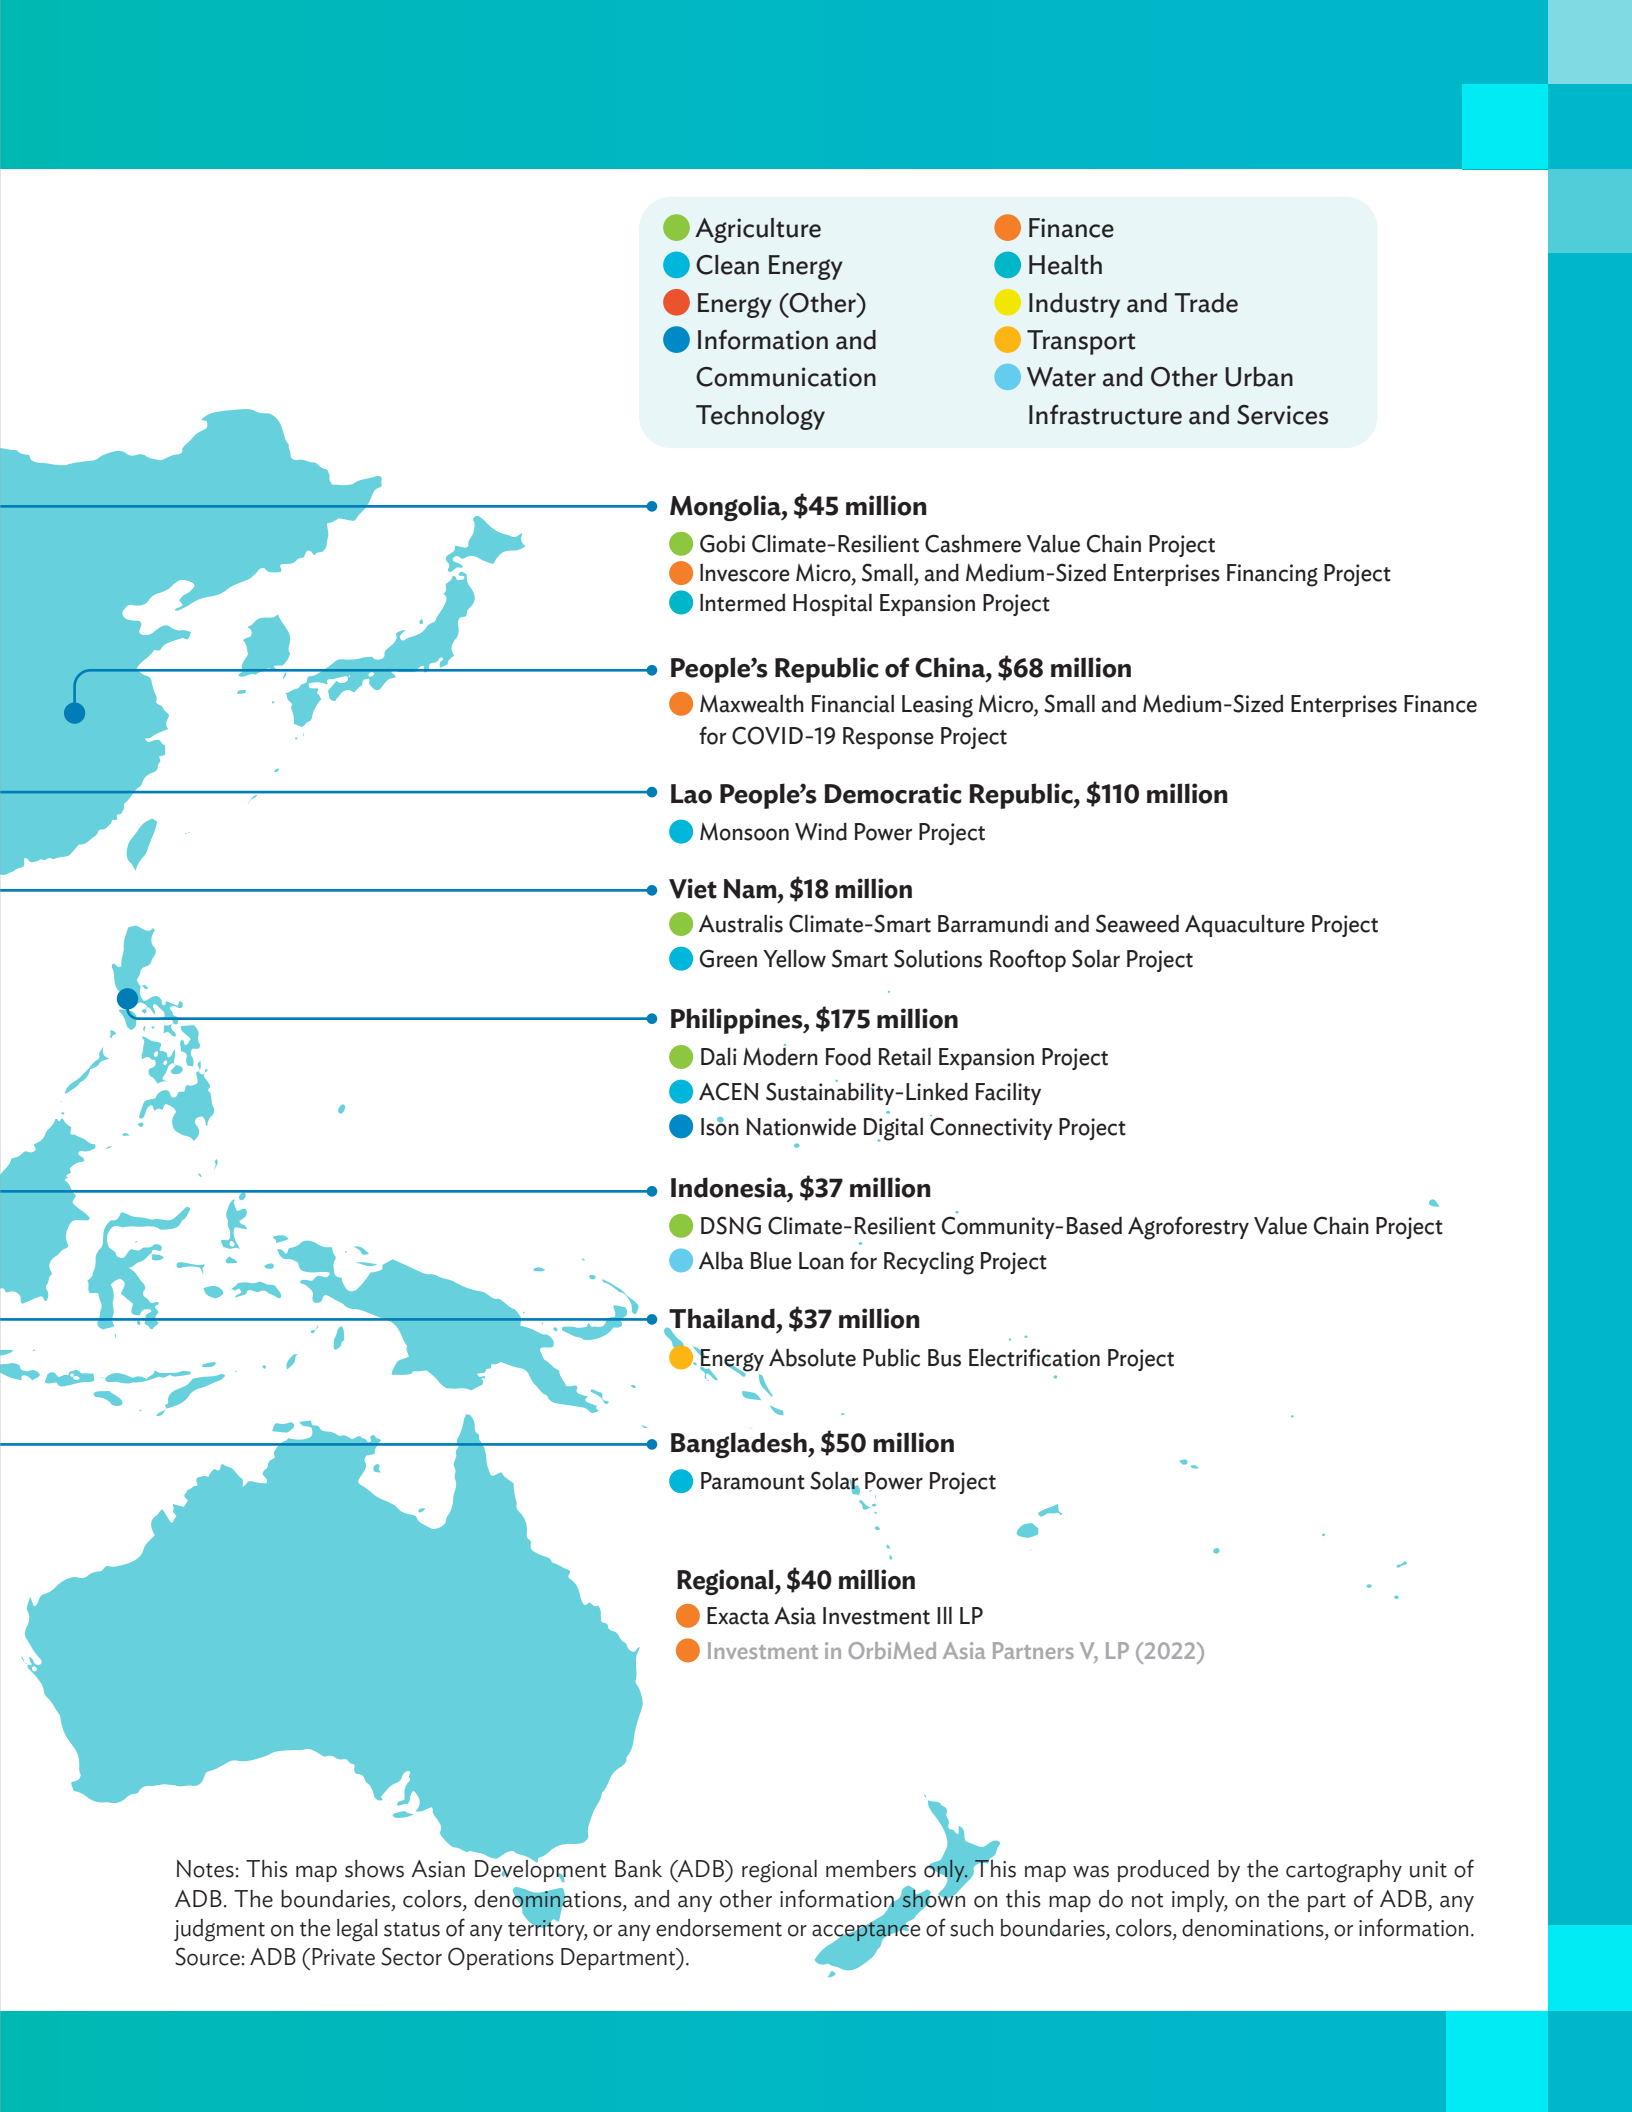 Agriculture
Clean Energy
Energy (Other)
Information and
Communication
Technology
Finance
Health
Industry and Trade
Transport
Water and Other Urban
Infrastructure and Services
Mongolia, $45 million
Gobi Climate-Resilient Cashmere Value Chain Project
Invescore Micro, Small, and Medium-Sized Enterprises Financing Project
Intermed Hospital Expansion Project
People’s Republic of China, $68 million
Maxwealth Financial Leasing Micro, Small and Medium-Sized Enterprises Finance
for COVID-19 Response Project
Lao People’s Democratic Republic, $110 million
Monsoon Wind Power Project
Viet Nam, $18 million
Australis Climate-Smart Barramundi and Seaweed Aquaculture Project
Green Yellow Smart Solutions Rooftop Solar Project
Philippines, $175 million
Dali Modern Food Retail Expansion Project
ACEN Sustainability-Linked Facility
Ison Nationwide Digital Connectivity Project
Indonesia, $37 million
DSNG Climate-Resilient Community-Based Agroforestry Value Chain Project
Alba Blue Loan for Recycling Project
Thailand, $37 million
Energy Absolute Public Bus Electrification Project
Bangladesh, $50 million
Paramount Solar Power Project
Regional, $40 million
Exacta Asia Investment III LP
Investment in OrbiMed Asia Partners V, LP (2022)
Notes: This map shows Asian Development Bank (ADB) regional members only. This map was produced by the cartography unit of
ADB. The boundaries, colors, denominations, and any other information shown on this map do not imply, on the part of ADB, any
judgment on the legal status of any territory, or any endorsement or acceptance of such boundaries, colors, denominations, or information.
Source: ADB (Private Sector Operations Department).